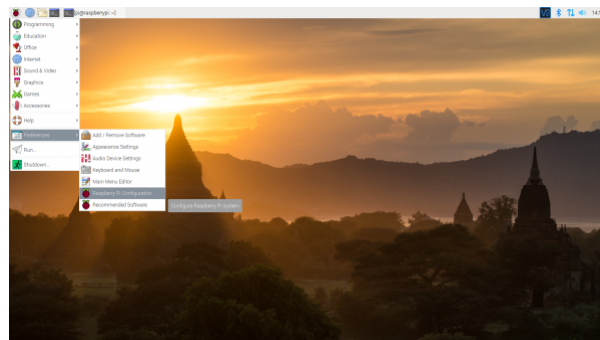 pi@raspberrypi: ~
14:
Programming
Education
Office
Internet
Sound & Video
Graphics
Games
Accessories
Help
Preferences
Run...
Shutdown...
Add / Remove Software
Appearance Settings
Audio Device Settings
Keyboard and Mouse
Main Menu Editor
Raspberry Pi Configuration
Recommended Software
Configure Raspberry Pi system